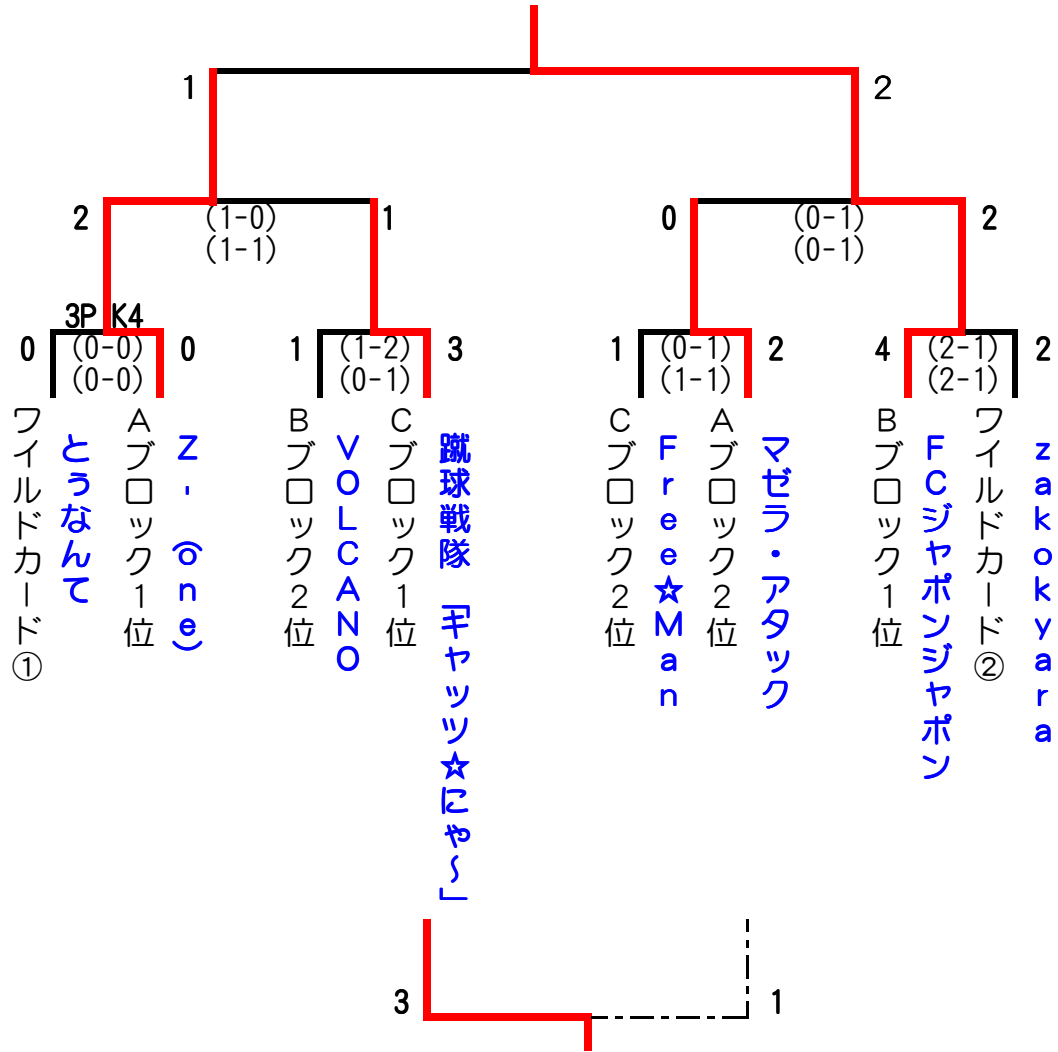 1
2
2
(1-0)
(1-1)
1
0
(0-1)
(0-1)
2
3P K4
0
(0-0)
(0-0)
0
1
(1-2)
(0-1)
3
1
(0-1)
(1-1)
2
4
(2-1)
(2-1)
2
ワイルドカード①
とぅなんて
Aブロック1位
Z-(one)
Bブロック2位
VOLCANO
Cブロック1位
蹴球戦隊 「キャッツ☆にゃ～」
Cブロック2位
Free☆Man
Aブロック2位
マゼラ・アタック
Bブロック1位
FCジャポンジャポン
ワイルドカード②
zakokyara
3
1